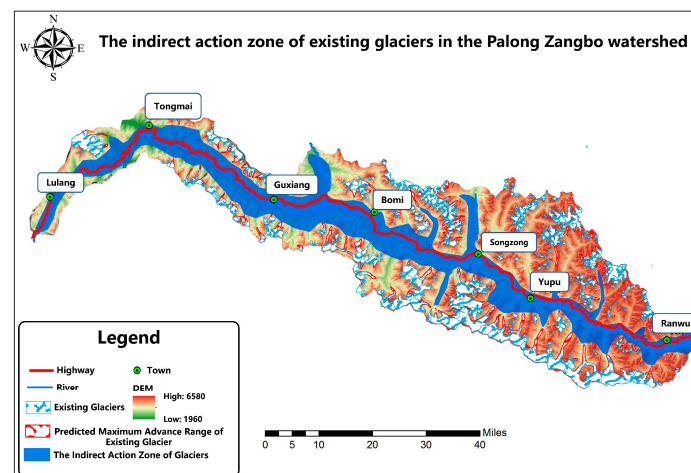 N
W E
S
The indirect action zone of existing glaciers in the Palong Zangbo watershed
Tongmai
Lulang
Guxiang
Bomi
Songzong
Yupu
Ranwu
Legend
Highway
Town
River
DEM
High: 6580
Low: 1960
Existing Glaciers
Predicted Maximum Advance Range of
Existing Glacier
The Indirect Action Zone of Glaciers
Miles
0 5 10 20 30 40